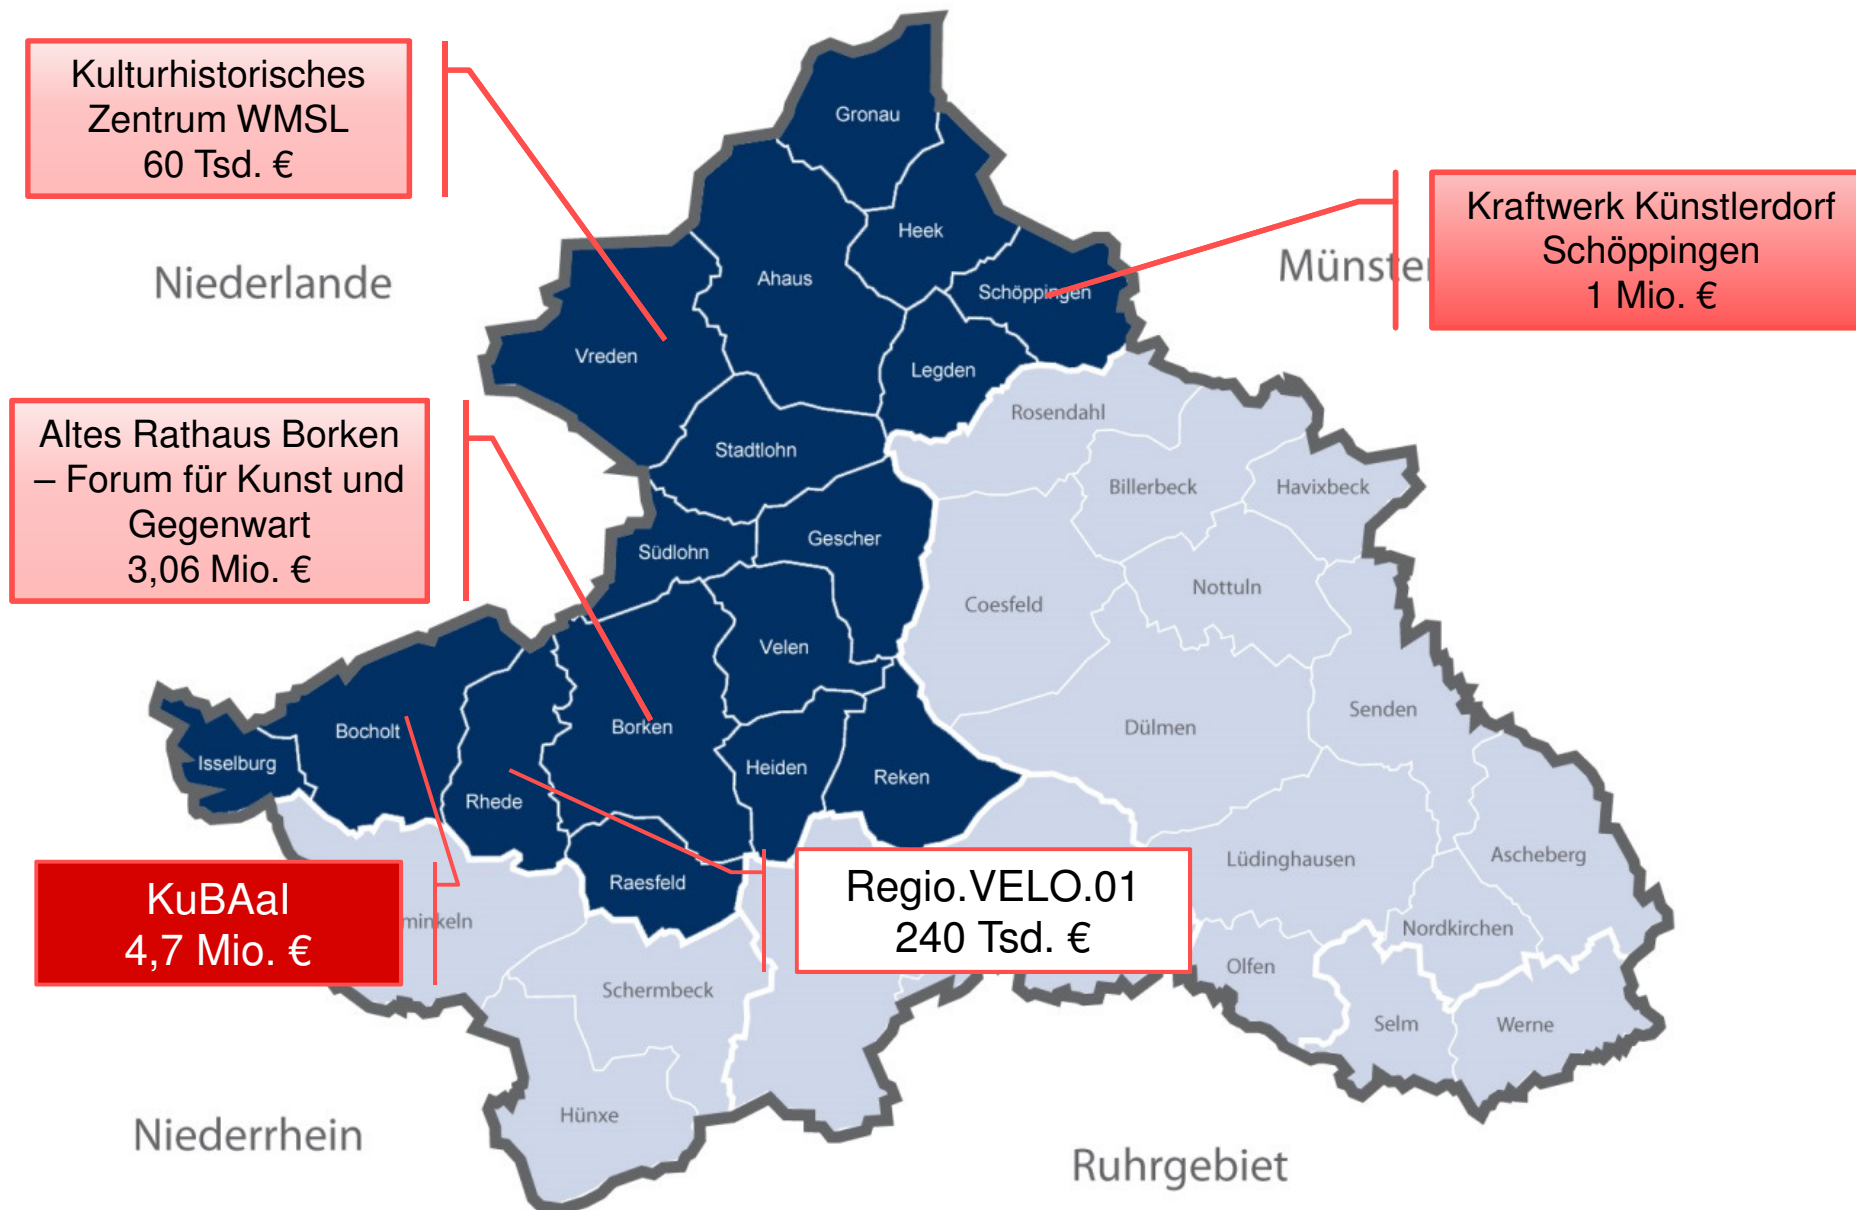 Kulturhistorisches
Zentrum WMSL
60 Tsd. €
Gronau
Kraftwerk Künstlerdorf
Schöppingen
1 Mio. €
Heek
Niederlande
Ahaus
Schöppingen
Münste
Vreden
Legden
Altes Rathaus Borken
– Forum für Kunst und
Gegenwart
3,06 Mio. €
Rosendahl
Stadtlohn
Billerbeck
Havixbeck
Gescher
Südlohn
Nottuln
Coesfeld
Velen
Senden
Bocholt
Borken
Dülmen
Isselburg
Heiden
Reken
Rhede
Lüdinghausen
Ascheberg
Raesfeld
KuBAaI
4,7 Mio. €
minkeln
Regio.VELO.01
240 Tsd. €
Nordkirchen
Olfen
Schermbeck
Selm
Werne
Hünxe
Niederrhein
Ruhrgebiet